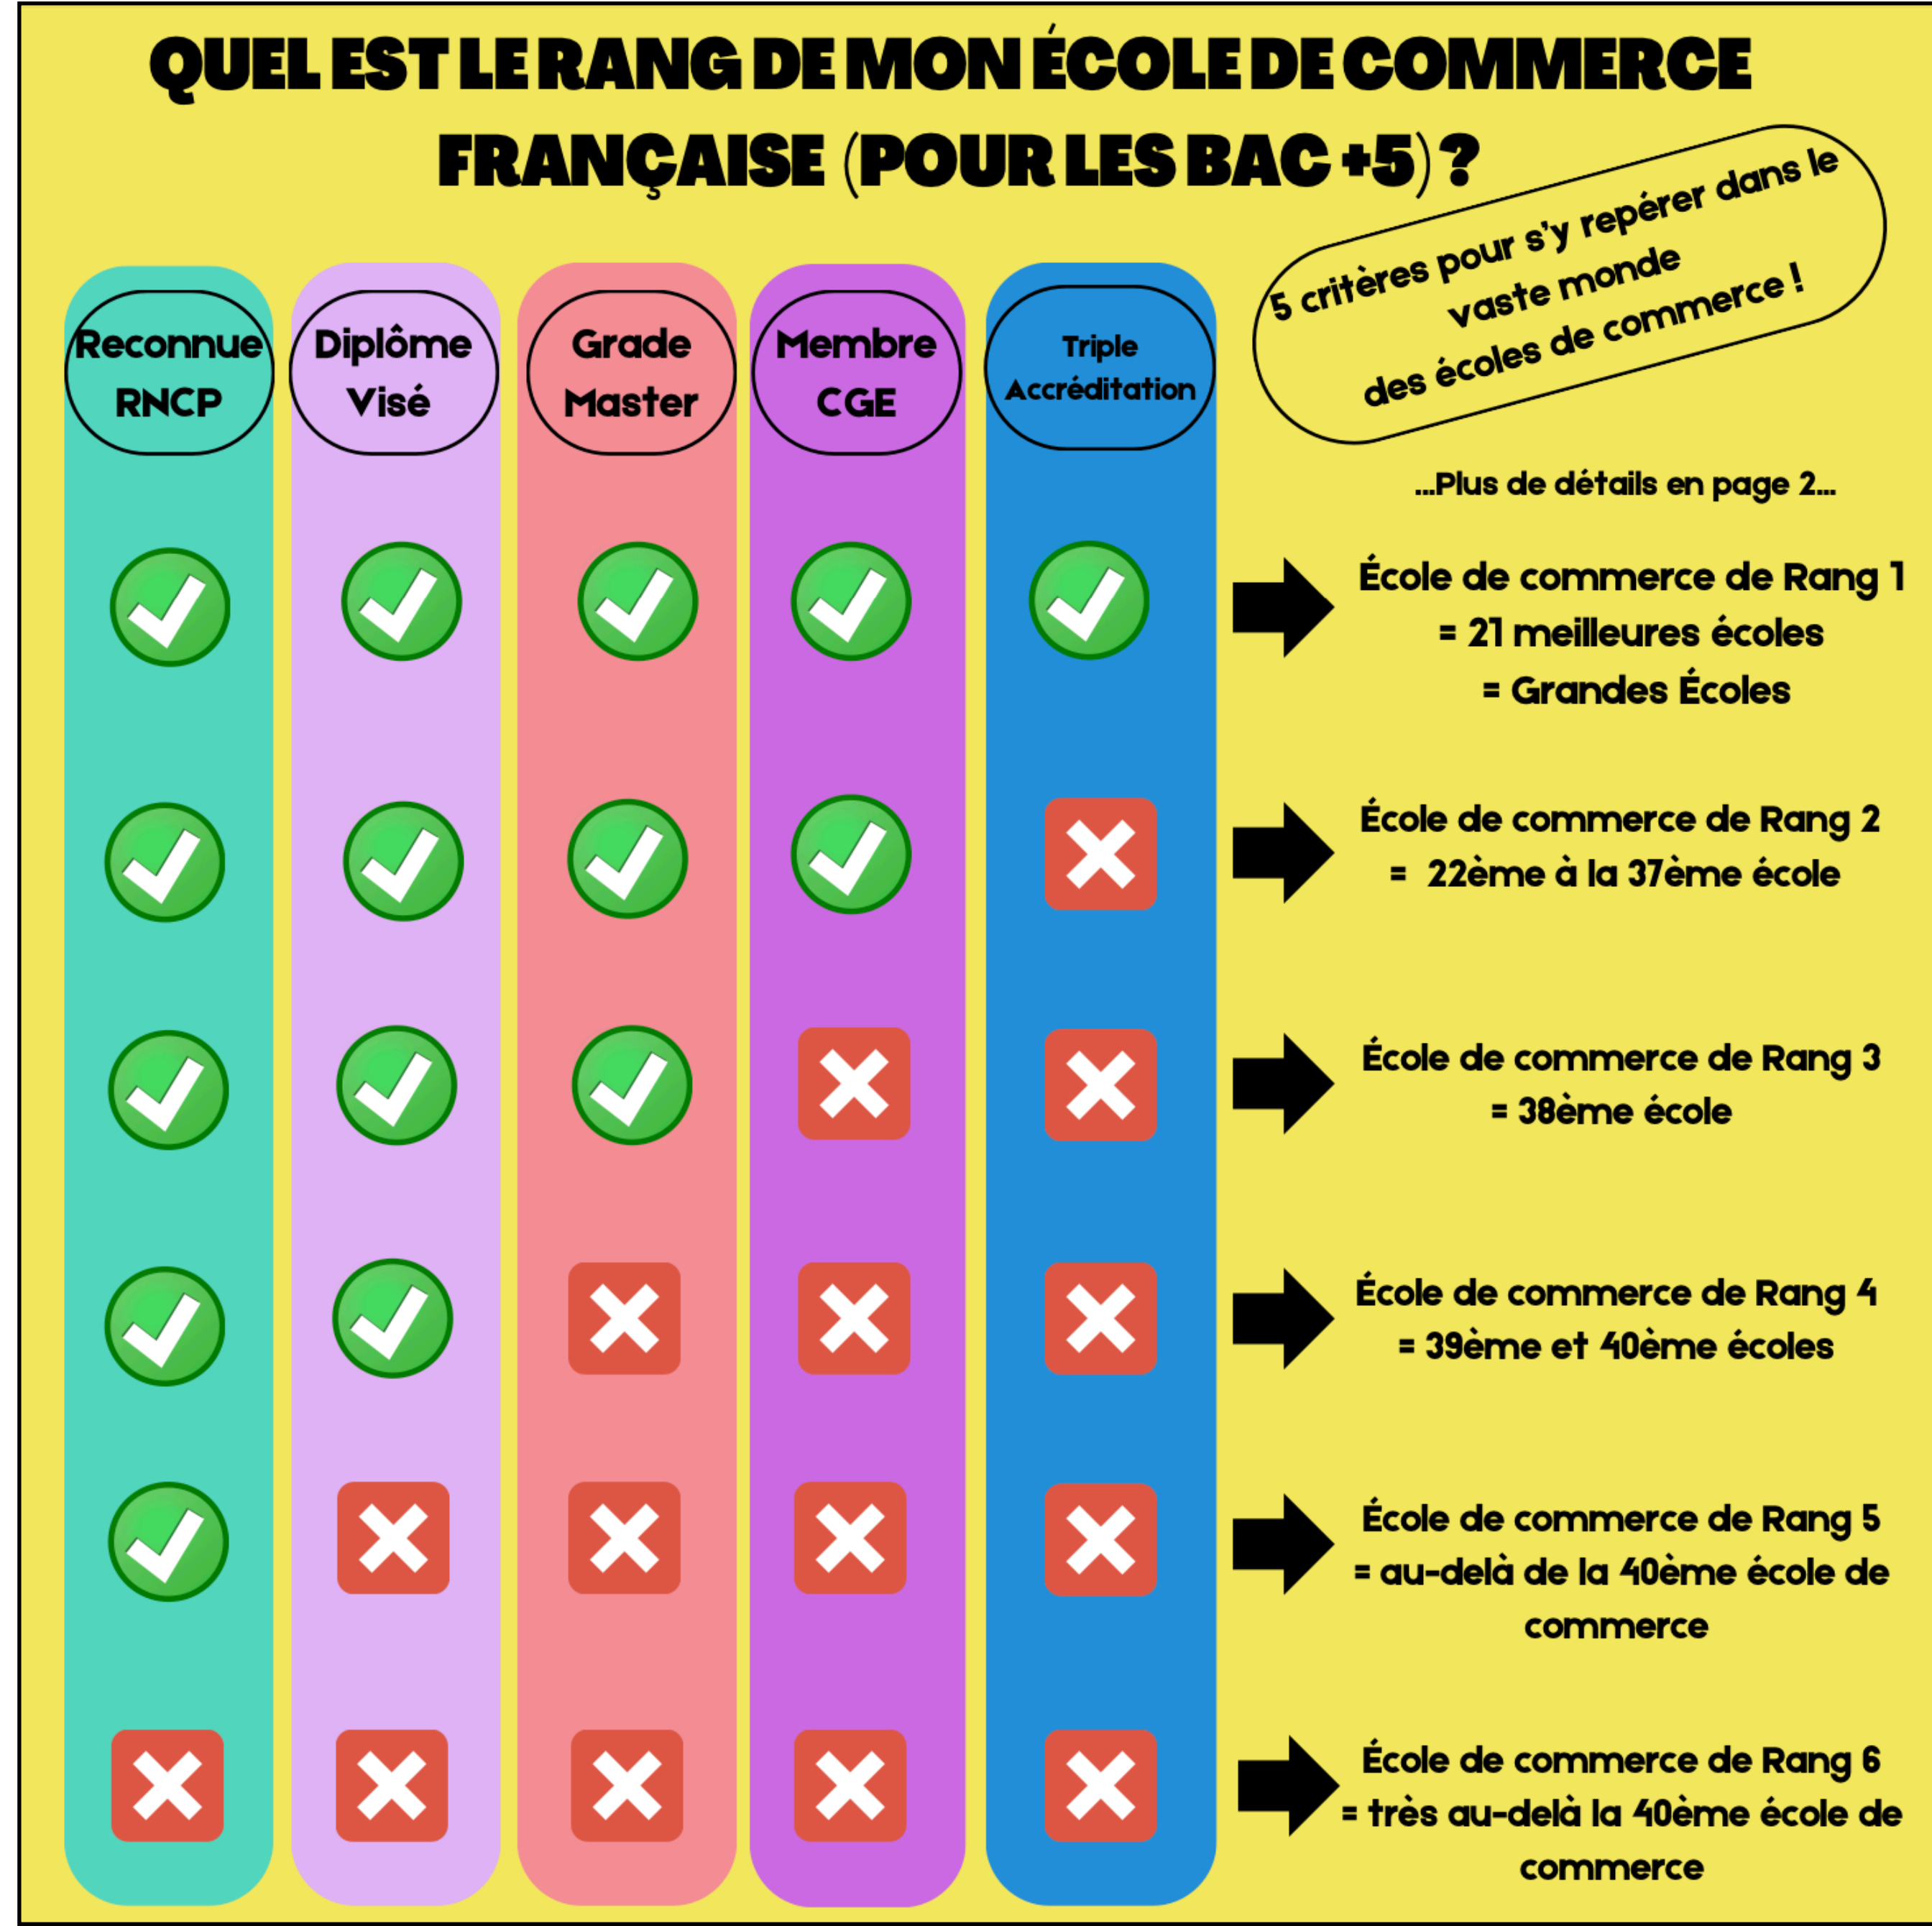 QUEL EST LE RANG DE MON ÉCOLE DE COMMERCE
FRANÇAISE (POUR LES BAC +5) ?
5 critères pour s'y repérer dans le
vaste monde
des écoles de commerce !
Reconnue
RNCP
Diplôme
Visé
Grade
Master
Membre
CGE
Triple
Accréditation
...Plus de détails en page 2...
École de commerce de Rang 1
= 21 meilleures écoles
= Grandes Écoles
École de commerce de Rang 2
= 22ème à la 37ème école
École de commerce de Rang 3
= 38ème école
École de commerce de Rang 4
= 39ème et 40ème écoles
École de commerce de Rang 5
= au-delà de la 40ème école de
commerce
École de commerce de Rang 6
= très au-delà la 40ème école de
commerce